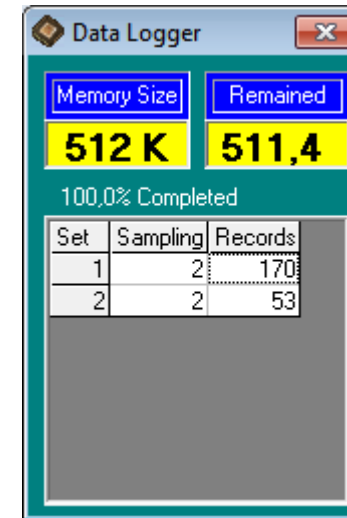 Data Logger
Memory Size Remained
512 K 511,4
100,0% Completed
Set Sampling Records
1 2 170
2 2 53